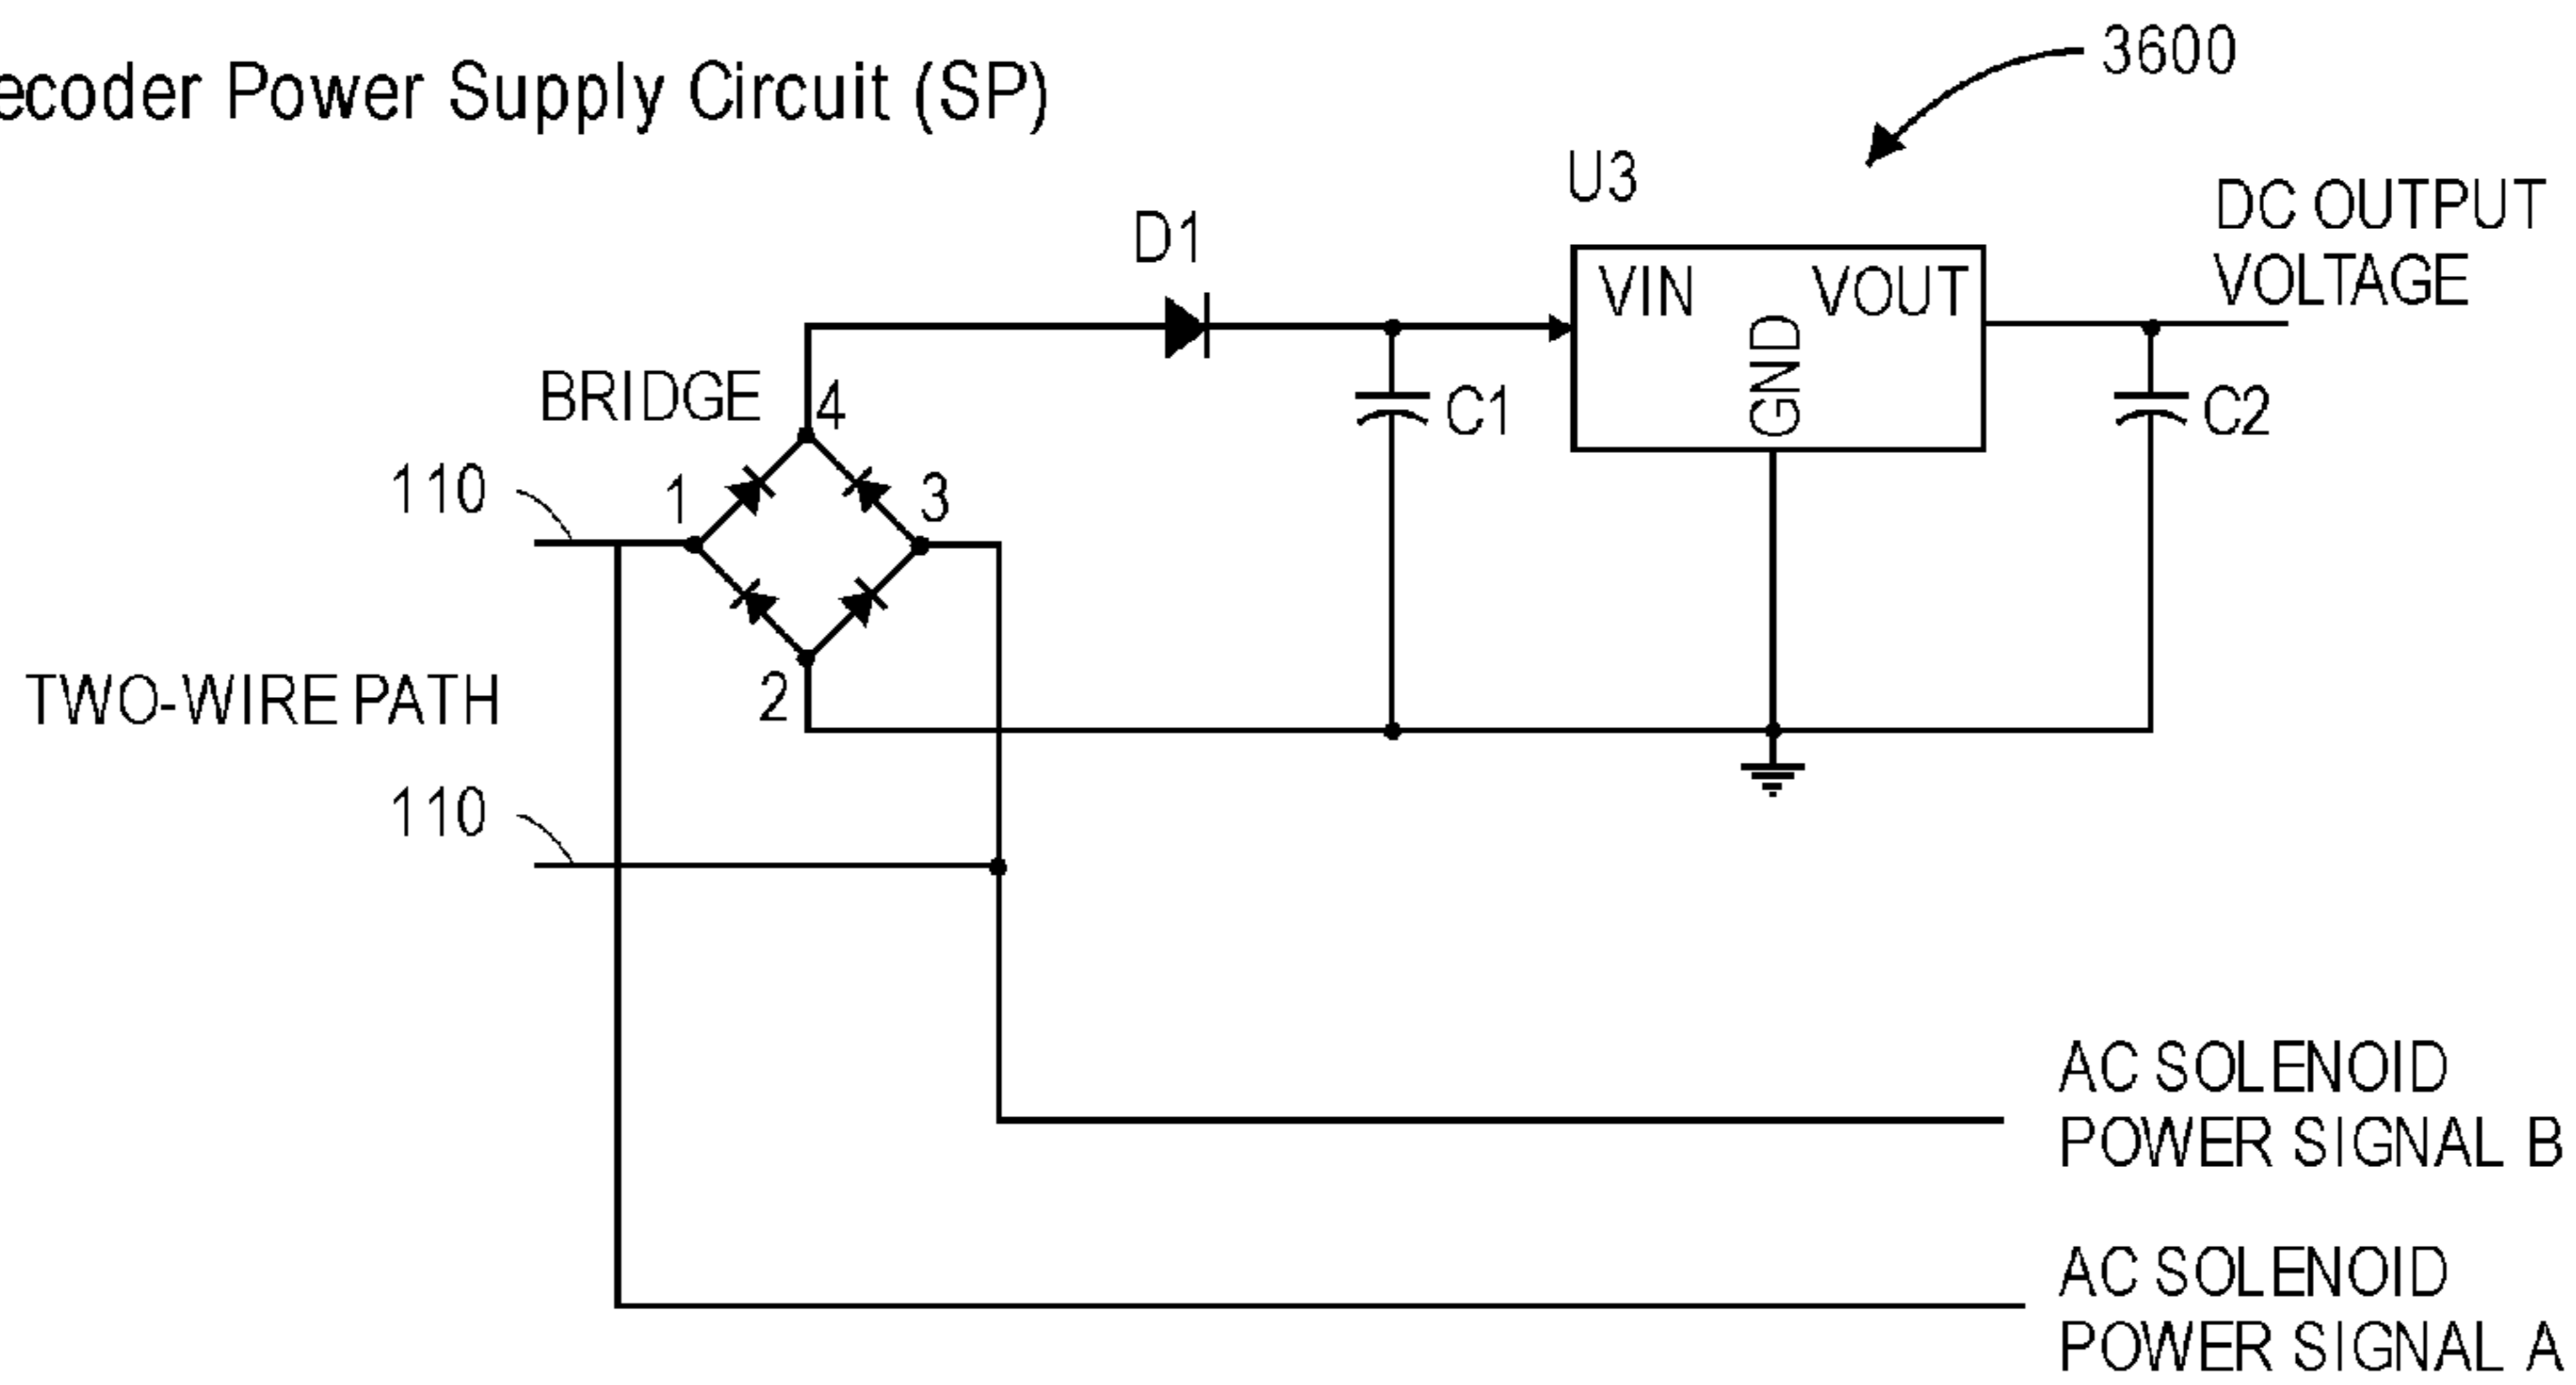 ecoder Power Supply Circuit (SP)
3600
U3
D1
DC OUTPUT
VOLTAGE
VIN
VOUT
GND
BRIDGE
4
C1
C2
110
1
3
2
TWO-WIRE PATH
110
AC SOLENOID
POWER SIGNAL B
AC SOLENOID
POWER SIGNAL A